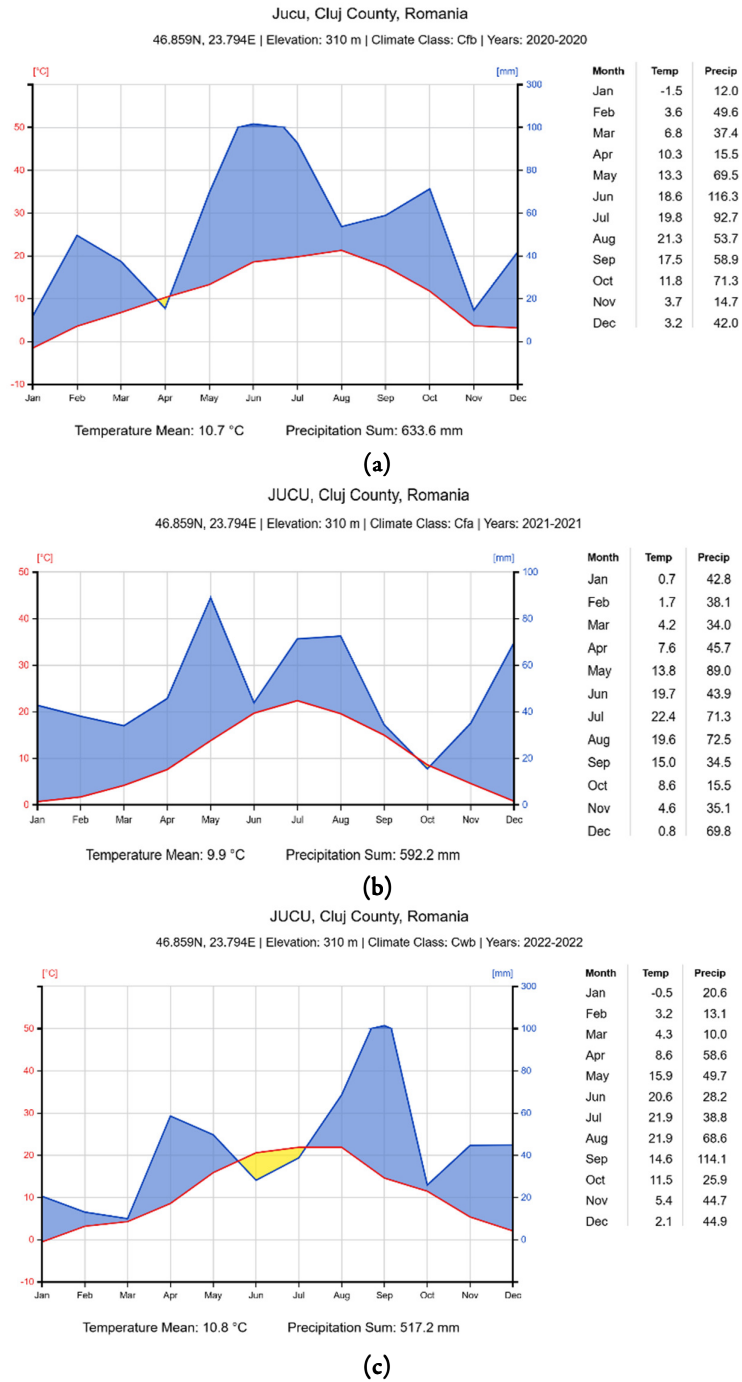 Jucu, Cluj County, Romania
46.859N, 23.794E | Elevation: 310 m | Climate Class: Cfb | Years: 2020-2020
[°C] [mm] Month Temp Precip
300
50 100
40 80
30 60
20 40
10 20
0 0
-10
Jan Feb Mar Apr May Jun Jul Aug Sep Oct Nov Dec
Jan -1.5 12.0
Feb 3.6 49.6
Mar 6.8 37.4
Apr 10.3 15.5
May 13.3 69.5
Jun 18.6 116.3
Jul 19.8 92.7
Aug 21.3 53.7
Sep 17.5 58.9
Oct 11.8 71.3
Nov 3.7 14.7
Dec 3.2 42.0
Temperature Mean: 10.7 °C Precipitation Sum: 633.6 mm
(a)
JUCU, Cluj County, Romania
46.859N, 23.794E | Elevation: 310 m | Climate Class: Cfa | Years: 2021-2021
[°C] [mm] Month Temp Precip
50 100
40 80
30 60
20 40
10 20
0 0
Jan Feb Mar Apr May Jun Jul Aug Sep Oct Nov Dec
Jan 0.7 42.8
Feb 1.7 38.1
Mar 4.2 34.0
Apr 7.6 45.7
May 13.8 89.0
Jun 19.7 43.9
Jul 22.4 71.3
Aug 19.6 72.5
Sep 15.0 34.5
Oct 8.6 15.5
Nov 4.6 35.1
Dec 0.8 69.8
Temperature Mean: 9.9 °C Precipitation Sum: 592.2 mm
(b)
JUCU, Cluj County, Romania
46.859N, 23.794E | Elevation: 310 m | Climate Class: Cwb | Years: 2022-2022
[°C] [mm] Month Temp Precip
300
50 100
40 80
30 60
20 40
10 20
0 0
-10
Jan Feb Mar Apr May Jun Jul Aug Sep Oct Nov Dec
Jan -0.5 20.6
Feb 3.2 13.1
Mar 4.3 10.0
Apr 8.6 58.6
May 15.9 49.7
Jun 20.6 28.2
Jul 21.9 38.8
Aug 21.9 68.6
Sep 14.6 114.1
Oct 11.5 25.9
Nov 5.4 44.7
Dec 2.1 44.9
Temperature Mean: 10.8 °C Precipitation Sum: 517.2 mm
(c)